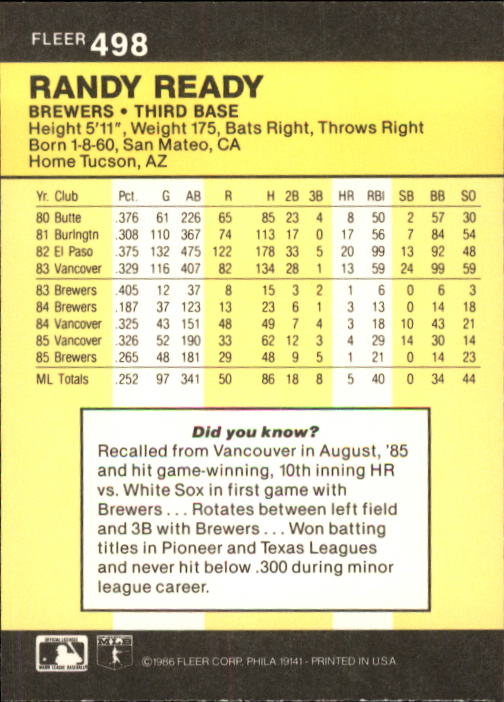 FLEER 498
RANDY READY
BREWERS • THIRD BASE
Height 5'11", Weight 175, Bats Right, Throws Right
Born 1-8-60, San Mateo, CA
Home Tucson, AZ
Yr. Club Pct. G AB R H 2B 3B HR RBI SB BB SO
80 Butte .376 61 226 65 85 23 4 8 50 2 57 30
81 Burlngtn .308 110 367 74 113 17 0 17 56 7 84 54
82 El Paso .375 132 475 122 178 33 5 20 99 13 92 48
83 Vancover .329 116 407 82 134 28 1 13 59 24 99 59
83 Brewers .405 12 37 8 15 3 2 1 6 0 6 3
84 Brewers .187 37 123 13 23 6 1 3 13 0 14 18
84 Vancover .325 43 151 48 49 7 4 3 18 10 43 21
85 Vancover .326 52 190 33 62 12 3 4 29 14 30 14
85 Brewers .265 48 181 29 48 9 5 1 21 0 14 23
ML Totals .252 97 341 50 86 18 8 5 40 0 34 44
Did you know?
Recalled from Vancouver in August, '85
and hit game-winning, 10th inning HR
vs. White Sox in first game with
Brewers . . . Rotates between left field
and 3B with Brewers . . . Won batting
titles in Pioneer and Texas Leagues
and never hit below .300 during minor
league career.
OFFICIAL LICENSEE
MAJOR LEAGUE BASEBALL
©1986 FLEER CORP. PHILA 19141 - PRINTED IN U.S.A.